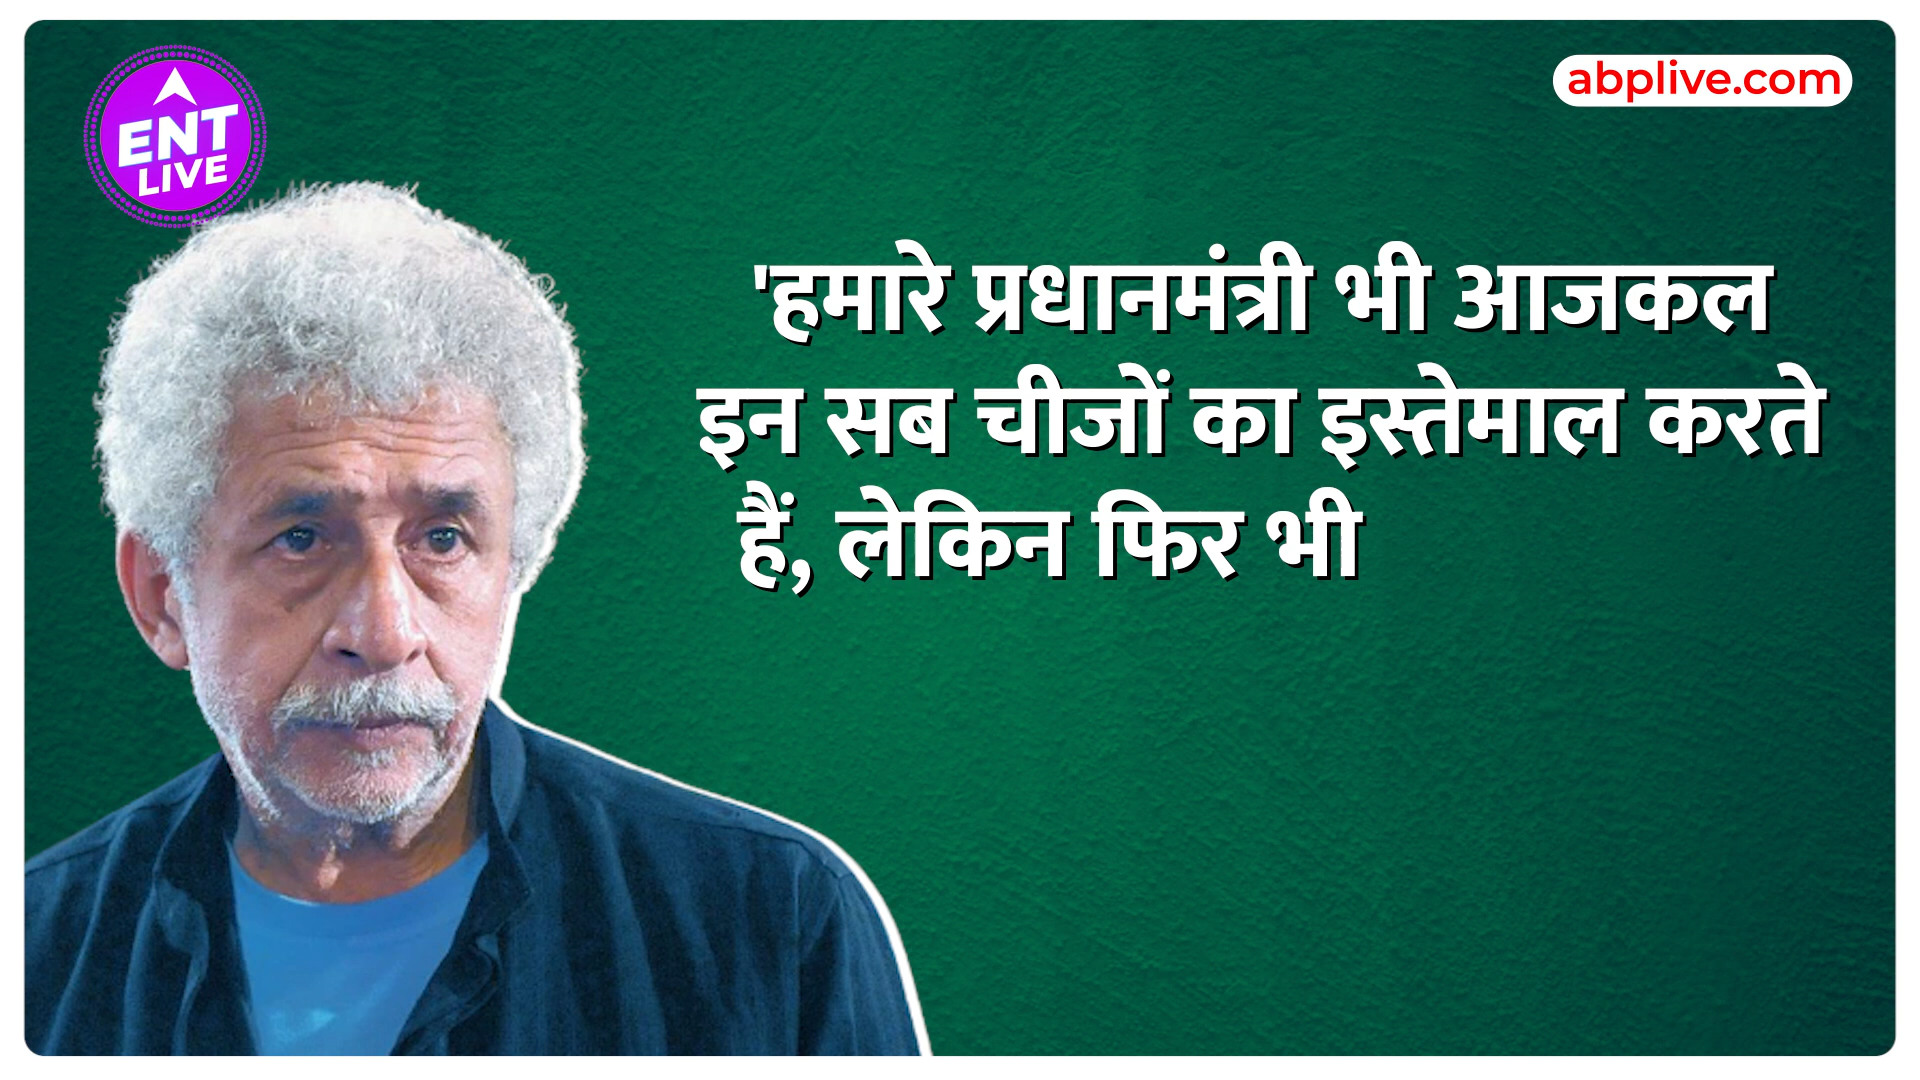 ENT
LIVE
abplive.com
'हमारे प्रधानमंत्री भी आजकल
इन सब चीजों का इस्तेमाल करते
हैं, लेकिन फिर भी